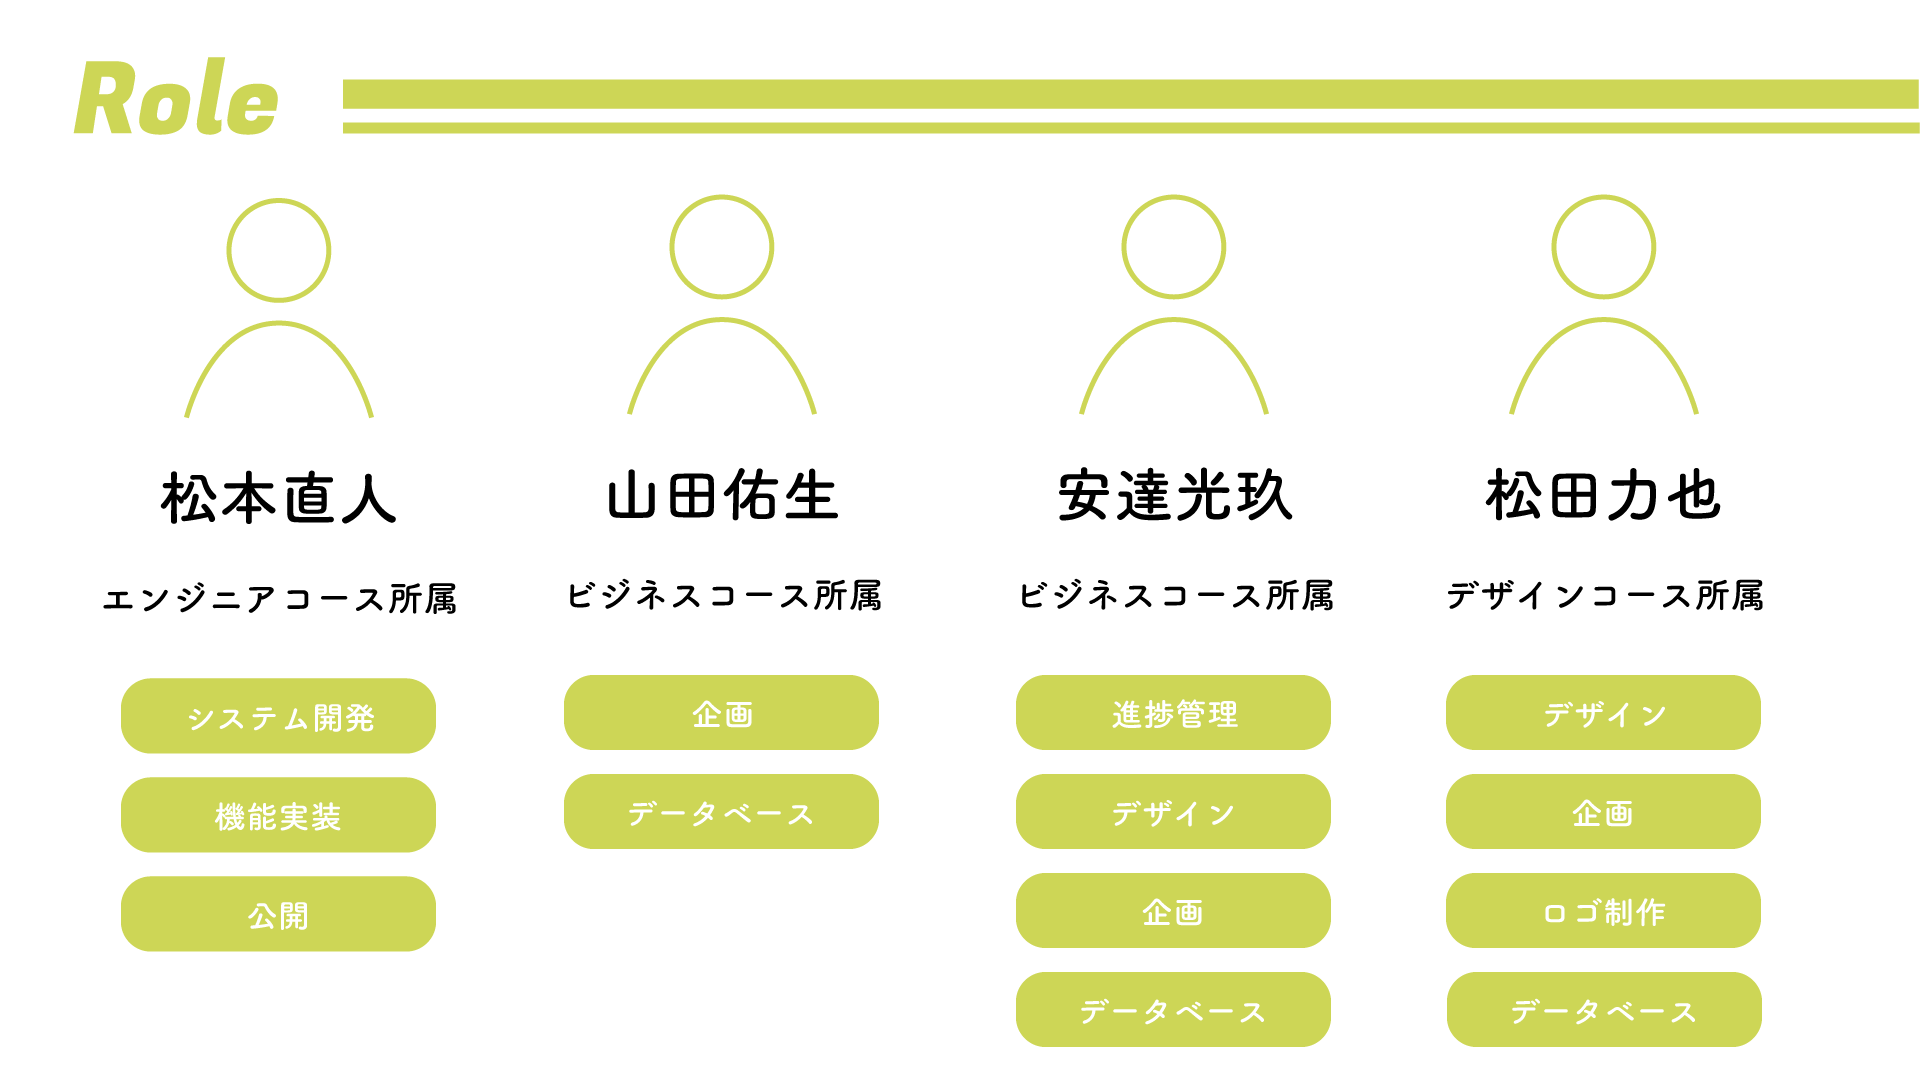 Role
松本直人
エンジニアコース所属
システム開発
機能実装
公開
山田佑生
ビジネスコース所属
企画
データベース
安達光玖
ビジネスコース所属
進捗管理
デザイン
企画
データベース
松田力也
デザインコース所属
デザイン
企画
ロゴ制作
データベース